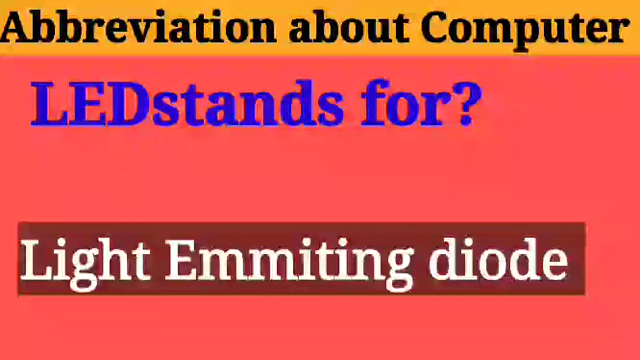 Abbreviation about Computer
LEDstands for?
Light Emmiting diode